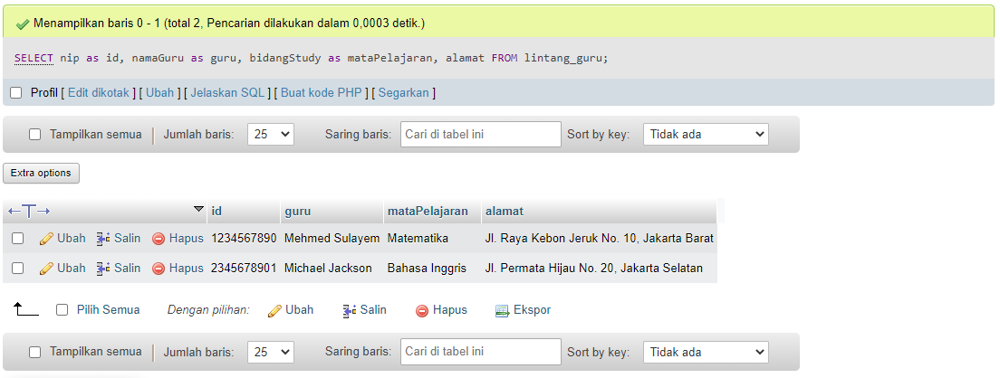 Menampilkan baris 0 - 1 (total 2, Pencarian dilakukan dalam 0,0003 detik.)
SELECT nip as id, namaGuru as guru, bidangStudy as mataPelajaran, alamat FROM lintang_guru;
Profil [ Edit dikotak ] [ Ubah ] [ Jelaskan SQL ] [ Buat kode PHP ] [ Segarkan ]
Tampilkan semua | Jumlah baris: 25 Saring baris: Cari di tabel ini Sort by key: Tidak ada
Extra options
←T→ id guru mataPelajaran alamat
Ubah Salin Hapus 1234567890 Mehmed Sulayem Matematika Jl. Raya Kebon Jeruk No. 10, Jakarta Barat
Ubah Salin Hapus 2345678901 Michael Jackson Bahasa Inggris Jl. Permata Hijau No. 20, Jakarta Selatan
Pilih Semua Dengan pilihan: Ubah Salin Hapus Ekspor
Tampilkan semua | Jumlah baris: 25 Saring baris: Cari di tabel ini Sort by key: Tidak ada